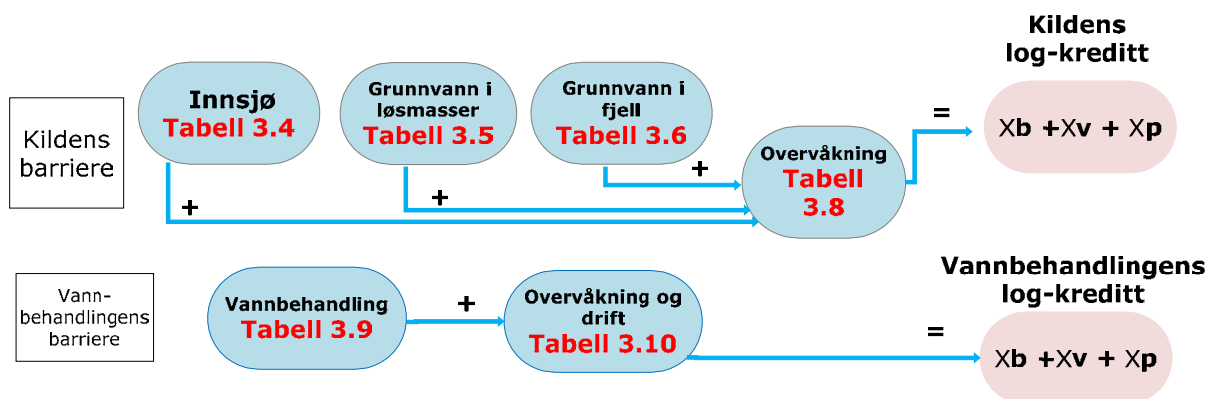 Kildens
log-kreditt
Kildens
barriere
Innsjø
Tabell 3.4
Grunnvann i
løsmasser
Tabell 3.5
Grunnvann i
fjell
Tabell 3.6
+
+
+
Overvåkning
Tabell
3.8
=
Xb +Xv + Xp
Vann-
behandlingens
barriere
Vannbehandling
Tabell 3.9
+
Overvåkning og
drift
Tabell 3.10
=
Vannbehandlingens
log-kreditt
Xb +Xv + Xp